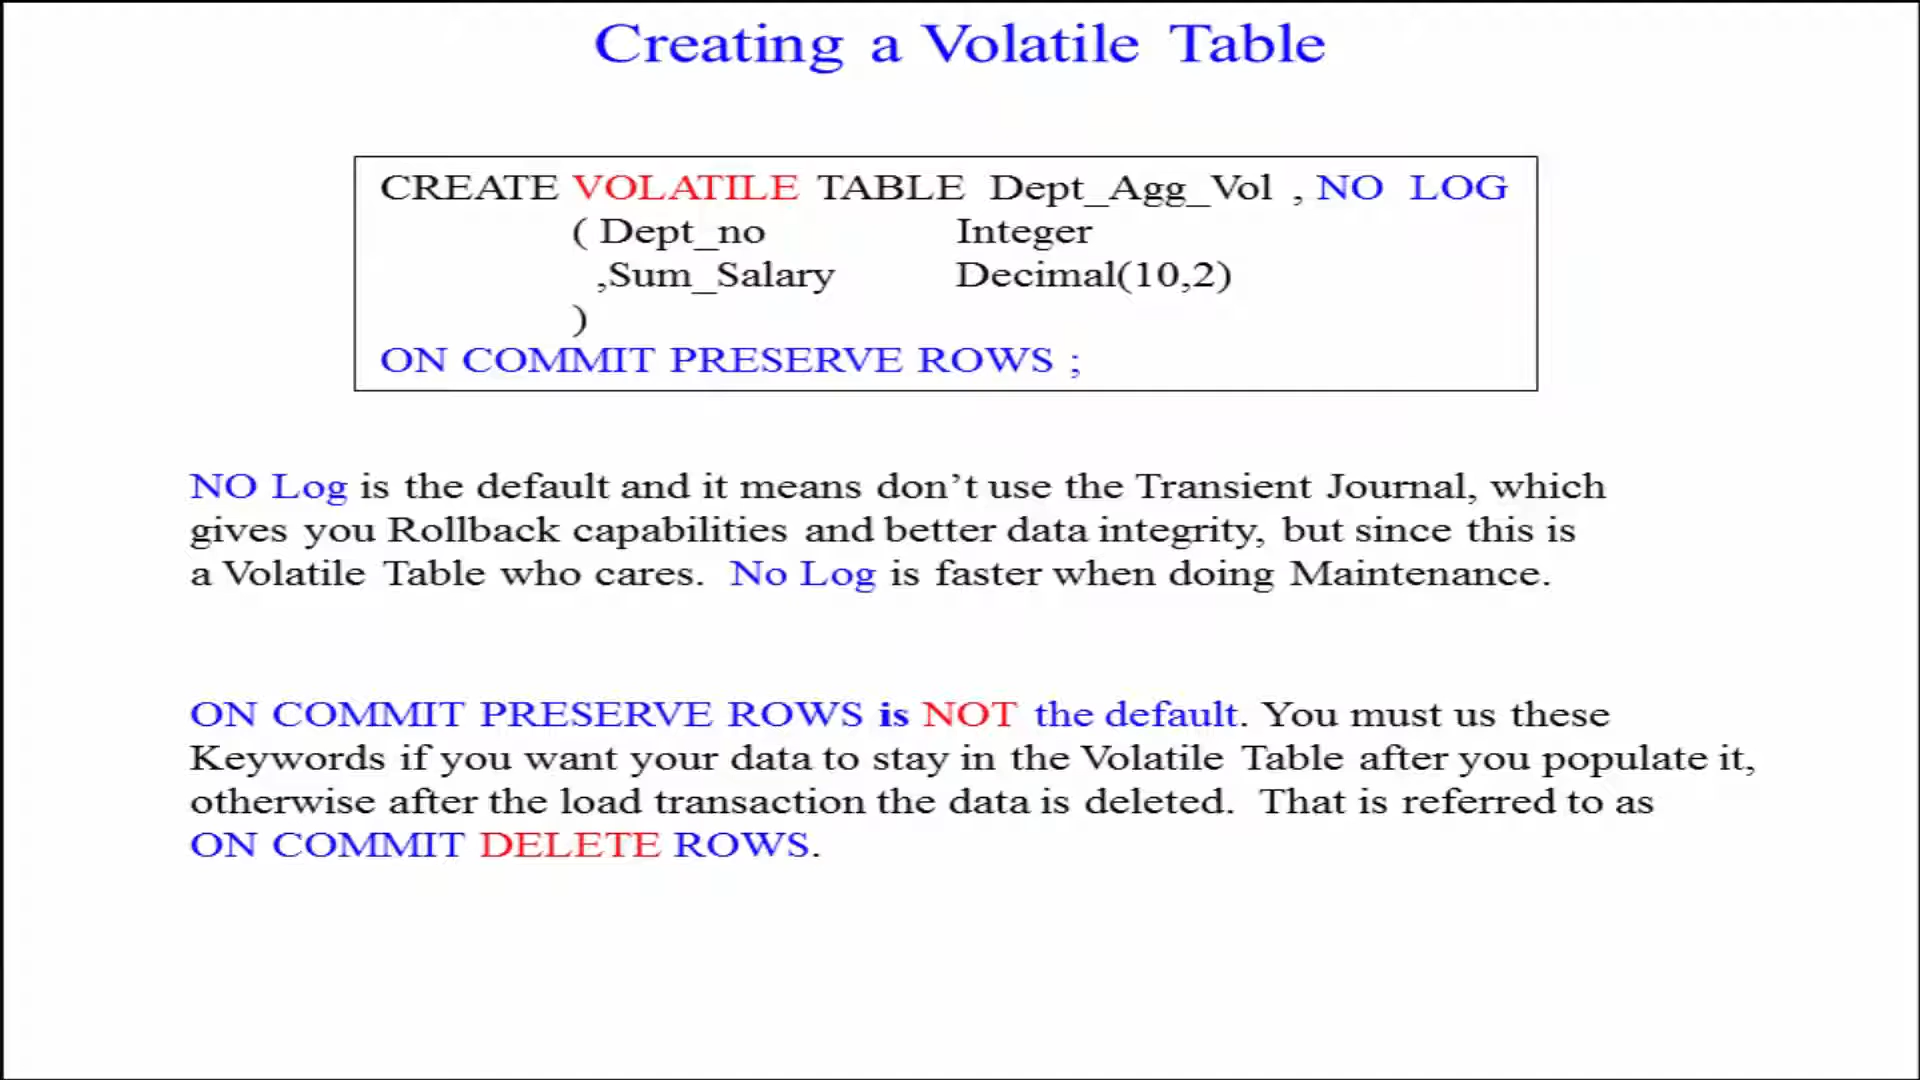 Creating a Volatile Table
CREATE VOLATILE TABLE Dept_Agg_Vol , NO LOG
( Dept_no Integer
,Sum_Salary Decimal(10,2)
)
ON COMMIT PRESERVE ROWS ;
NO Log is the default and it means don’t use the Transient Journal, which
gives you Rollback capabilities and better data integrity, but since this is
a Volatile Table who cares. No Log is faster when doing Maintenance.
ON COMMIT PRESERVE ROWS is NOT the default. You must us these
Keywords if you want your data to stay in the Volatile Table after you populate it,
otherwise after the load transaction the data is deleted. That is referred to as
ON COMMIT DELETE ROWS.